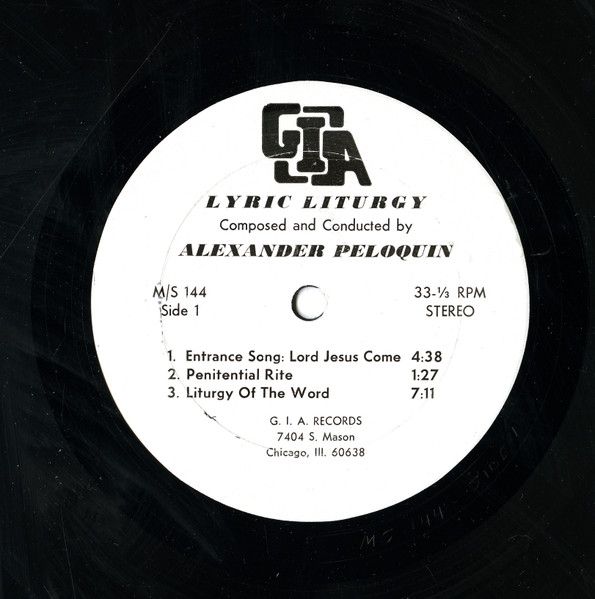 GIA
LYRIC LITURGY
Composed and Conducted by
ALEXANDER PELOQUIN
M/S 144 33-⅓ RPM
Side 1 STEREO
1. Entrance Song: Lord Jesus Come 4:38
2. Penitential Rite 1:27
3. Liturgy Of The Word 7:11
G. I. A. RECORDS
7404 S. Mason
Chicago, Ill. 60638